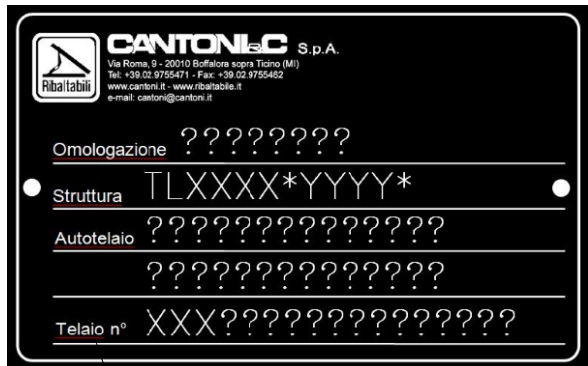 CANTONI&C S.p.A.
Via Roma, 9 - 20010 Boffalora sopra Ticino (MI)
Tel: +39.02.9755471 - Fax: +39.02.9755462
www.cantoni.it - www.ribaltabile.it
e-mail: cantoni@cantoni.it
Ribaltabili
Omologazione ????????
Struttura TLXXXX*YYYY*
Autotelaio ??????????????
??????????????
Telaio n° XXX??????????????